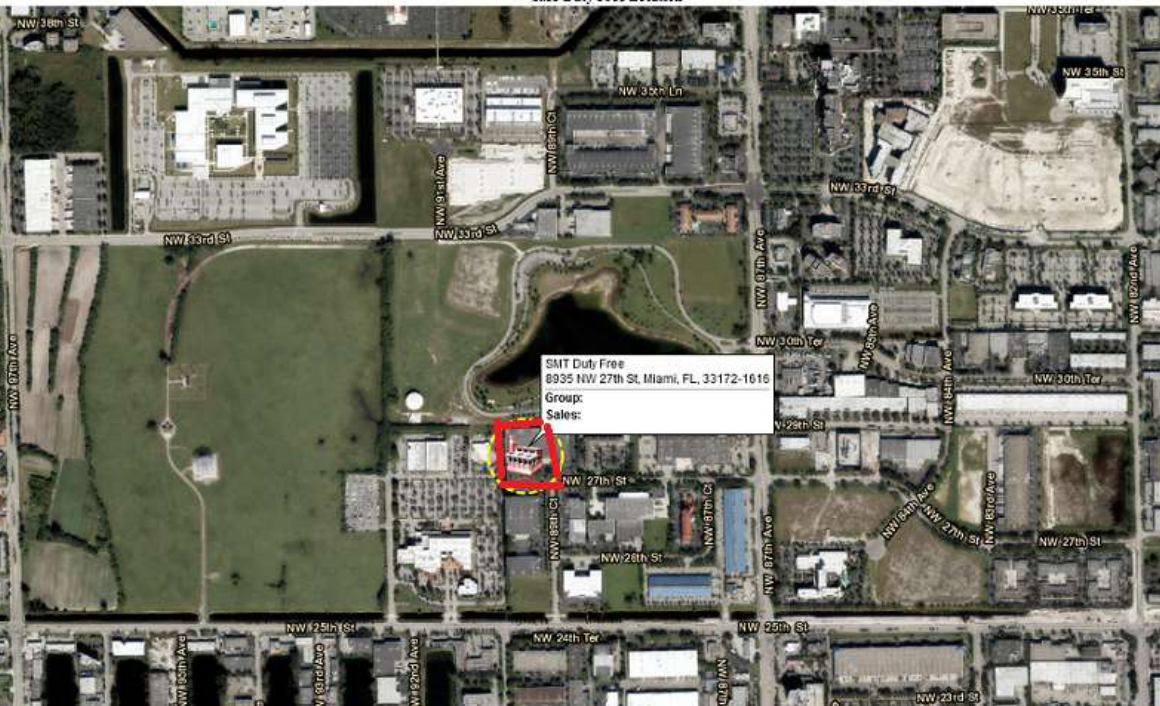 NW 38th St
NW 35th Ter
NW 35th St
NW 35th Ln
NW 89th Ct
NW 91st Ave
NW 33rd St
NW 33rd St
NW 33rd St
NW 87th Ave
NW 82nd Ave
NW 97th Ave
NW 30th Ter
NW 84th Ave
NW 30th Ter
SMT Duty Free
8935 NW 27th St, Miami, FL, 33172-1616
Group:
Sales:
NW 27th St
NW 89th Ct
NW 87th Ct
NW 87th Ave
NW 84th Ave
NW 27th St
NW 83rd Ave
NW 27th St
NW 26th St
NW 25th St
NW 24th Ter
NW 25th St
NW 93rd Ave
NW 92nd Ave
NW 23rd St